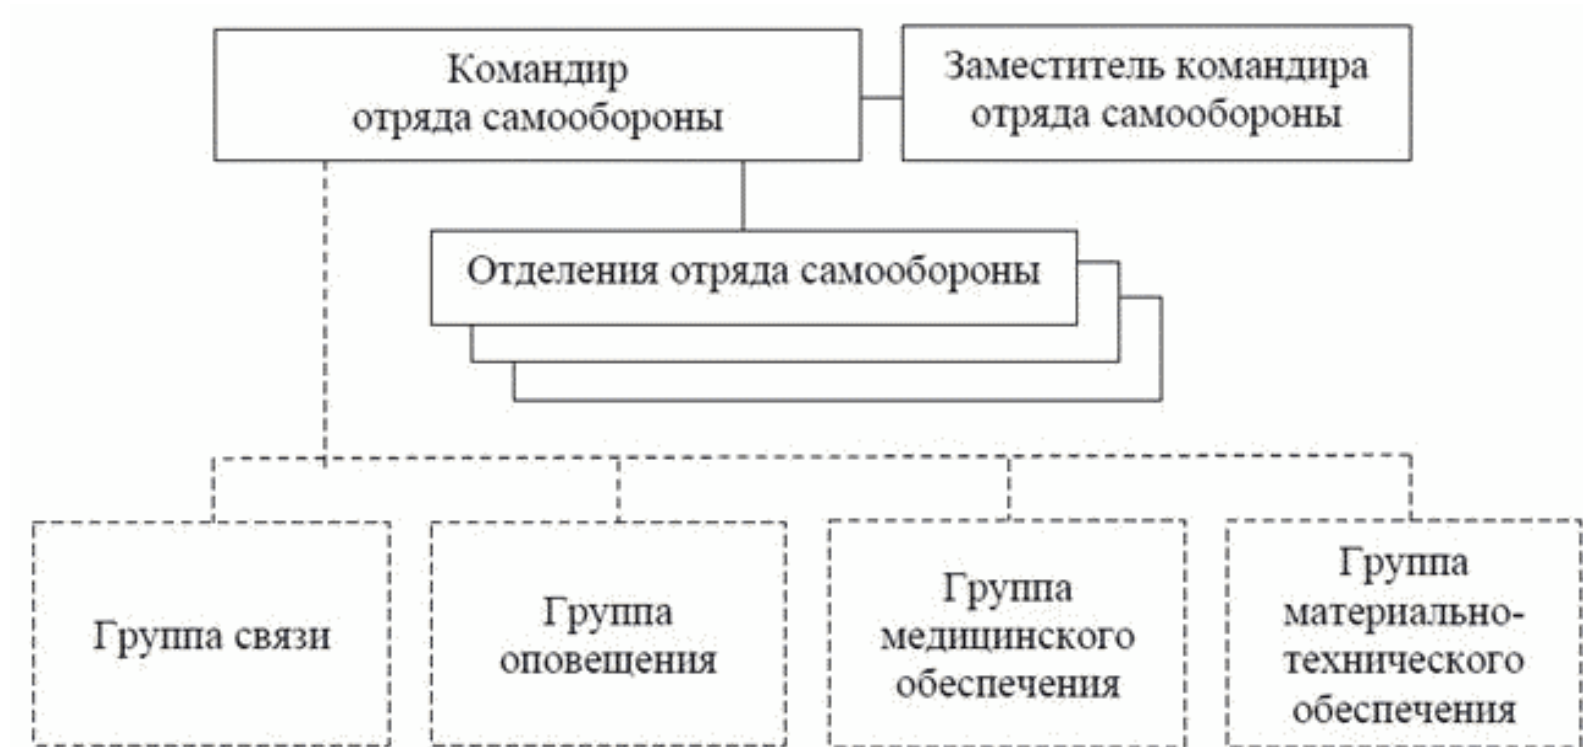 Командир
отряда самообороны
Заместитель командира
отряда самообороны
Отделения отряда самообороны
Группа связи
Группа
оповещения
Группа
медицинского
обеспечения
Группа
материально-
технического
обеспечения